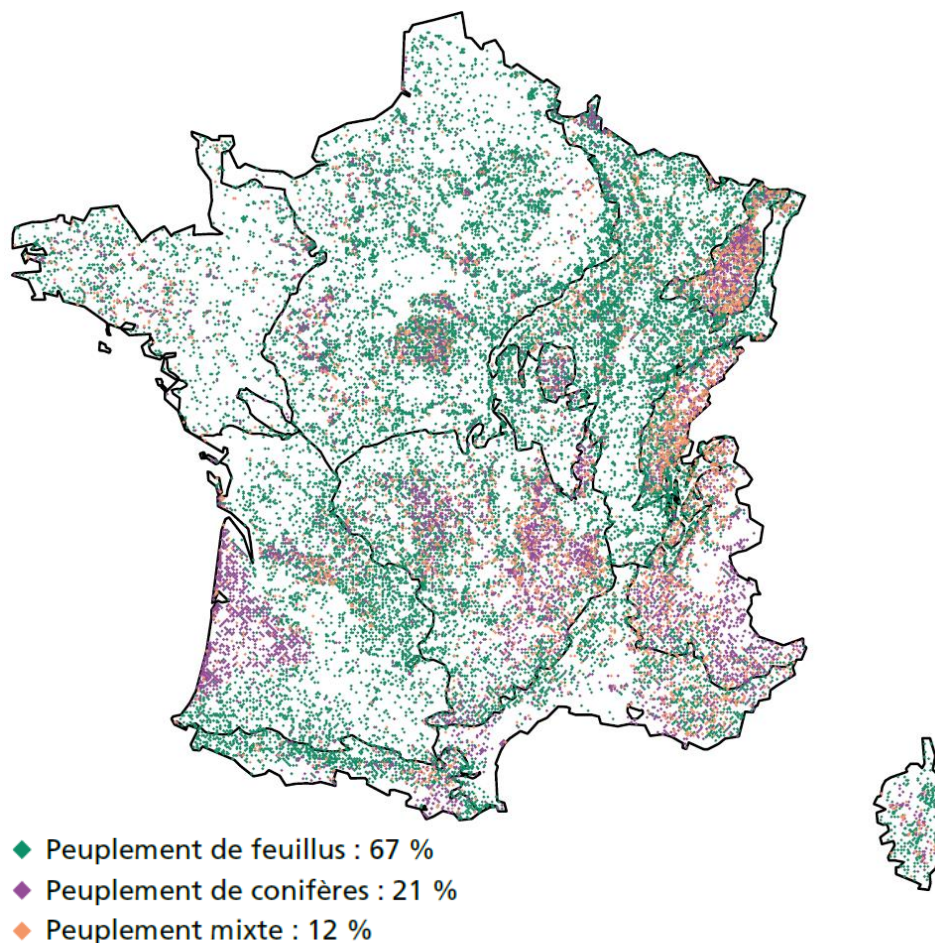 Peuplement de feuillus : 67 %
Peuplement de conifères : 21 %
Peuplement mixte : 12 %